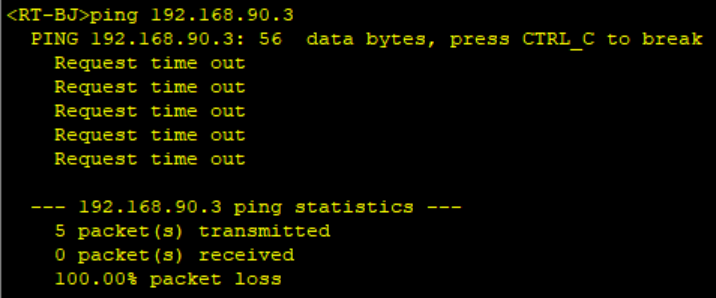 <RT-BJ>ping 192.168.90.3
PING 192.168.90.3: 56  data bytes, press CTRL_C to break
Request time out
Request time out
Request time out
Request time out
Request time out
--- 192.168.90.3 ping statistics ---
5 packet(s) transmitted
0 packet(s) received
100.00% packet loss